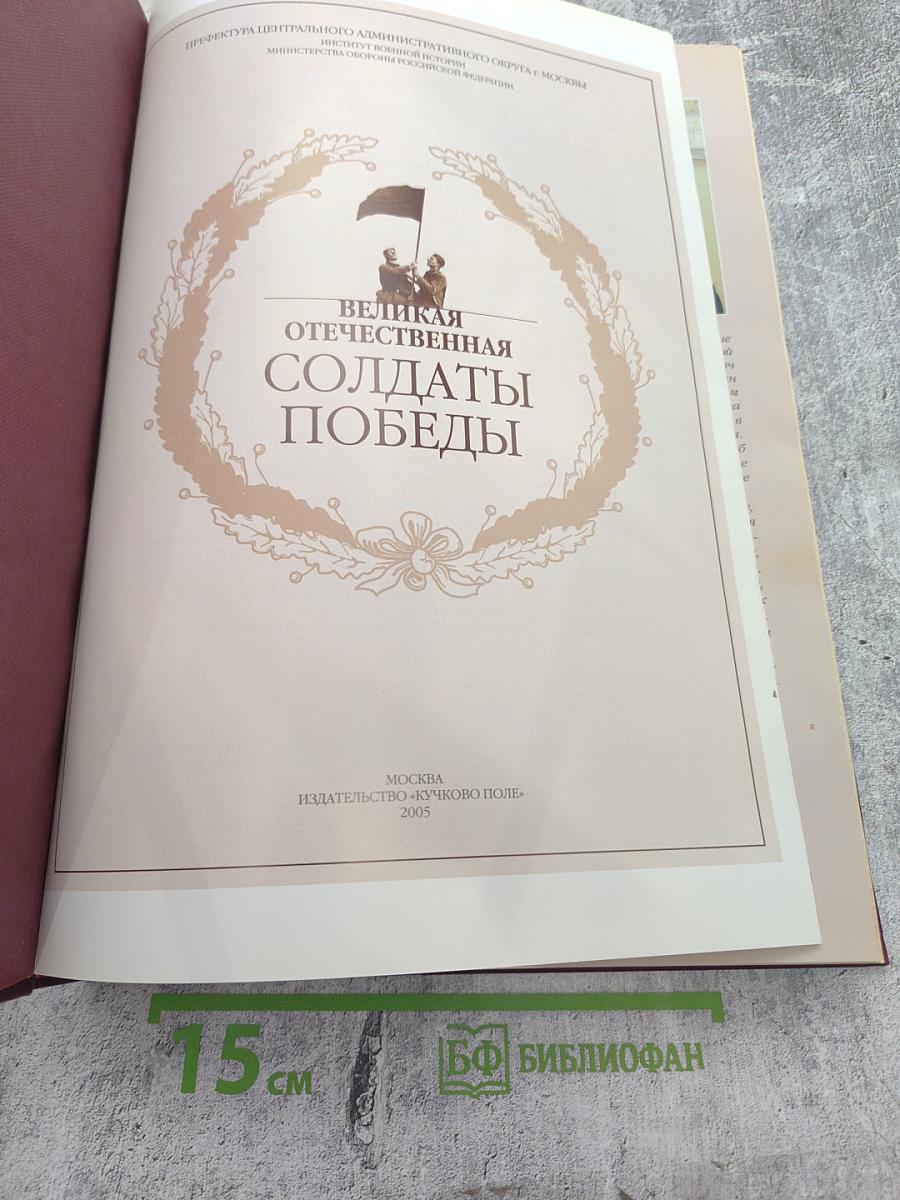 ПРЕФЕКТУРА ЦЕНТРАЛЬНОГО АДМИНИСТРАТИВНОГО ОКРУГА г. МОСКВЫ
ИНСТИТУТ ВОЕННОЙ ИСТОРИИ
МИНИСТЕРСТВА ОБОРОНЫ РОССИЙСКОЙ ФЕДЕРАЦИИ
ВЕЛИКАЯ
ОТЕЧЕСТВЕННАЯ
СОЛДАТЫ
ПОБЕДЫ
МОСКВА
ИЗДАТЕЛЬСТВО «КУЧКОВО ПОЛЕ»
2005
15 см
БФ БИБЛИОФАН